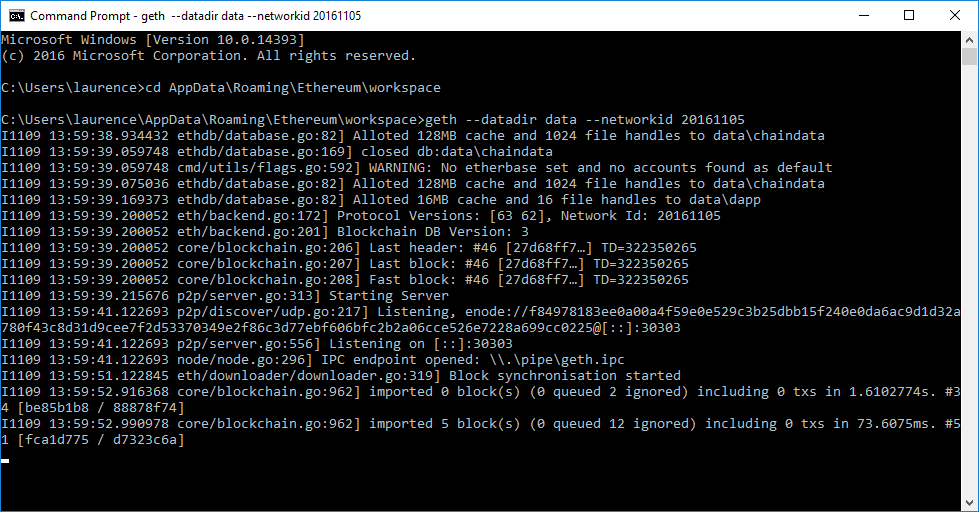 Command Prompt - geth  --datadir data --networkid 20161105
Microsoft Windows [Version 10.0.14393]
(c) 2016 Microsoft Corporation. All rights reserved.
C:\Users\laurence>cd AppData\Roaming\Ethereum\workspace
C:\Users\laurence\AppData\Roaming\Ethereum\workspace>geth --datadir data --networkid 20161105
I1109 13:59:38.934432 ethdb/database.go:82] Alloted 128MB cache and 1024 file handles to data\chaindata
I1109 13:59:39.059748 ethdb/database.go:169] closed db:data\chaindata
I1109 13:59:39.059748 cmd/utils/flags.go:592] WARNING: No etherbase set and no accounts found as default
I1109 13:59:39.075036 ethdb/database.go:82] Alloted 128MB cache and 1024 file handles to data\chaindata
I1109 13:59:39.169373 ethdb/database.go:82] Alloted 16MB cache and 16 file handles to data\dapp
I1109 13:59:39.200052 eth/backend.go:172] Protocol Versions: [63 62], Network Id: 20161105
I1109 13:59:39.200052 eth/backend.go:201] Blockchain DB Version: 3
I1109 13:59:39.200052 core/blockchain.go:206] Last header: #46 [27d68ff7…] TD=322350265
I1109 13:59:39.200052 core/blockchain.go:207] Last block: #46 [27d68ff7…] TD=322350265
I1109 13:59:39.200052 core/blockchain.go:208] Fast block: #46 [27d68ff7…] TD=322350265
I1109 13:59:39.215676 p2p/server.go:313] Starting Server
I1109 13:59:41.122693 p2p/discover/udp.go:217] Listening, enode://f84978183ee0a00a4f59e0e529c3b25dbb15f240e0da6ac9d1d32a
780f43c8d31d9cee7f2d53370349e2f86c3d77ebf606bfc2b2a06cce526e7228a699cc0225@[::]:30303
I1109 13:59:41.122693 p2p/server.go:556] Listening on [::]:30303
I1109 13:59:41.122693 node/node.go:296] IPC endpoint opened: \\.\pipe\geth.ipc
I1109 13:59:51.122845 eth/downloader/downloader.go:319] Block synchronisation started
I1109 13:59:52.916368 core/blockchain.go:962] imported 0 block(s) (0 queued 2 ignored) including 0 txs in 1.6102774s. #3
4 [be85b1b8 / 88878f74]
I1109 13:59:52.990978 core/blockchain.go:962] imported 5 block(s) (0 queued 12 ignored) including 0 txs in 73.6075ms. #5
1 [fca1d775 / d7323c6a]